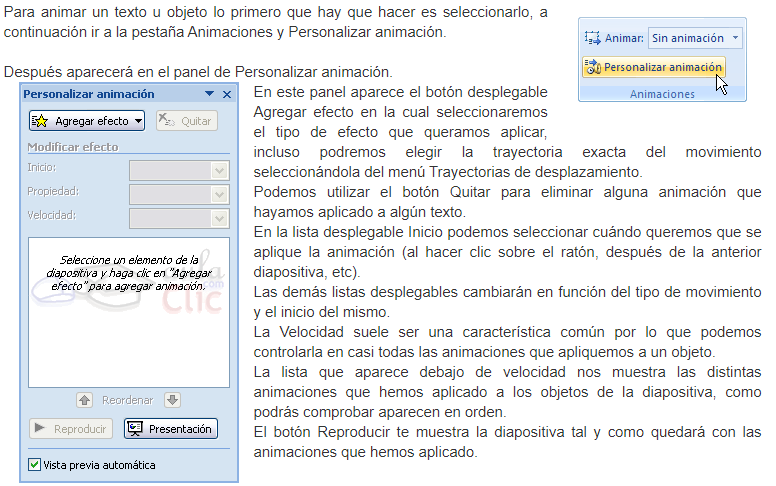 Para animar un texto u objeto lo primero que hay que hacer es seleccionarlo, a
continuación ir a la pestaña Animaciones y Personalizar animación.
Animar: Sin animación
Personalizar animación
Animaciones
Después aparecerá en el panel de Personalizar animación.
Personalizar animación
Agregar efecto
Quitar
Modificar efecto
Inicio:
Propiedad:
Velocidad:
Seleccione un elemento de la
diapositiva y haga clic en "Agregar
efecto" para agregar animación.
Clic
Reordenar
Reproducir
Presentación
Vista previa automática
En este panel aparece el botón desplegable
Agregar efecto en la cual seleccionaremos
el tipo de efecto que queramos aplicar,
incluso podremos elegir la trayectoria exacta del movimiento
seleccionándola del menú Trayectorias de desplazamiento.
Podemos utilizar el botón Quitar para eliminar alguna animación que
hayamos aplicado a algún texto.
En la lista desplegable Inicio podemos seleccionar cuándo queremos que se
aplique la animación (al hacer clic sobre el ratón, después de la anterior
diapositiva, etc).
Las demás listas desplegables cambiarán en función del tipo de movimiento
y el inicio del mismo.
La Velocidad suele ser una característica común por lo que podemos
controlarla en casi todas las animaciones que apliquemos a un objeto.
La lista que aparece debajo de velocidad nos muestra las distintas
animaciones que hemos aplicado a los objetos de la diapositiva, como
podrás comprobar aparecen en orden.
El botón Reproducir te muestra la diapositiva tal y como quedará con las
animaciones que hemos aplicado.